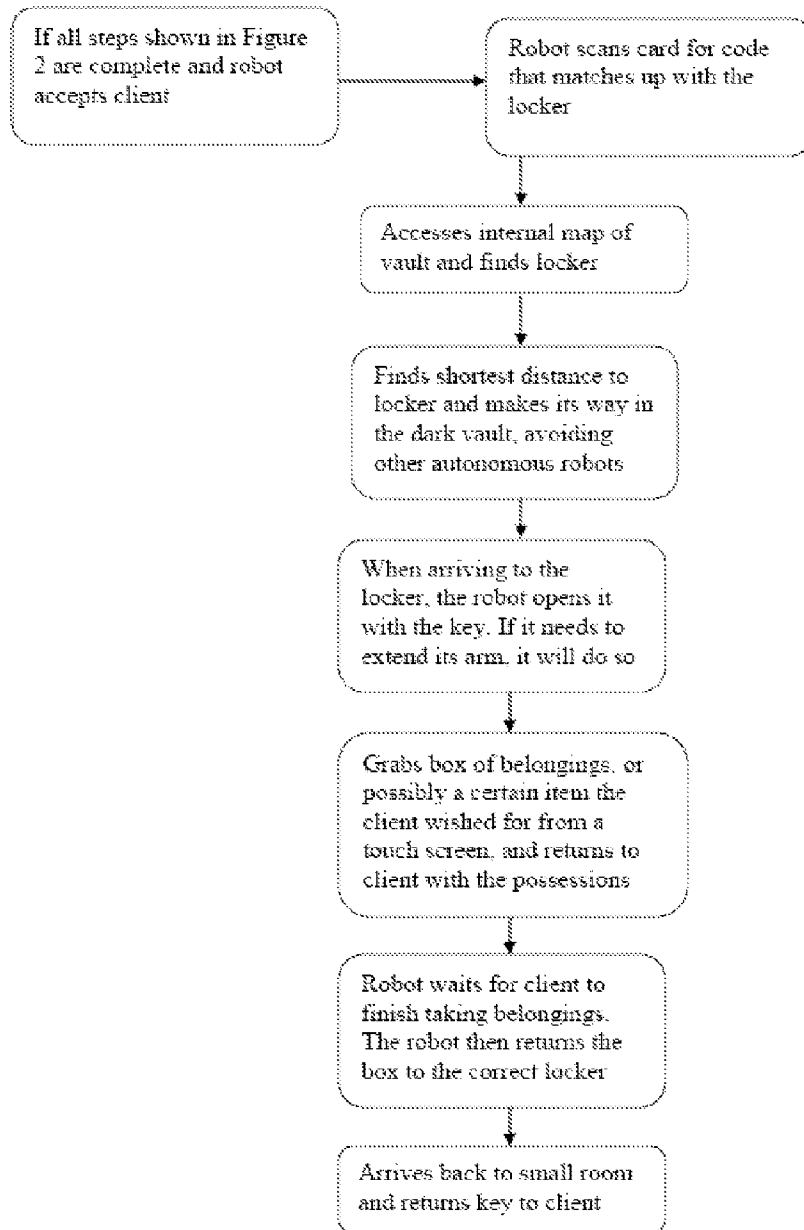 If all steps shown in Figure
2 are complete and robot
accepts client
Robot scans card for code
that matches up with the
locker
Accesses internal map of
vault and finds locker
Finds shortest distance to
locker and makes its way in
the dark vault, avoiding
other autonomous robots
When arriving to the
locker, the robot opens it
with the key. If it needs to
extend its arm, it will do so
Grabs box of belongings, or
possibly a certain item the
client wished for from a
touch screen, and returns to
client with the possessions
Robot waits for client to
finish taking belongings.
The robot then returns the
box to the correct locker
Arrives back to small room
and returns key to client